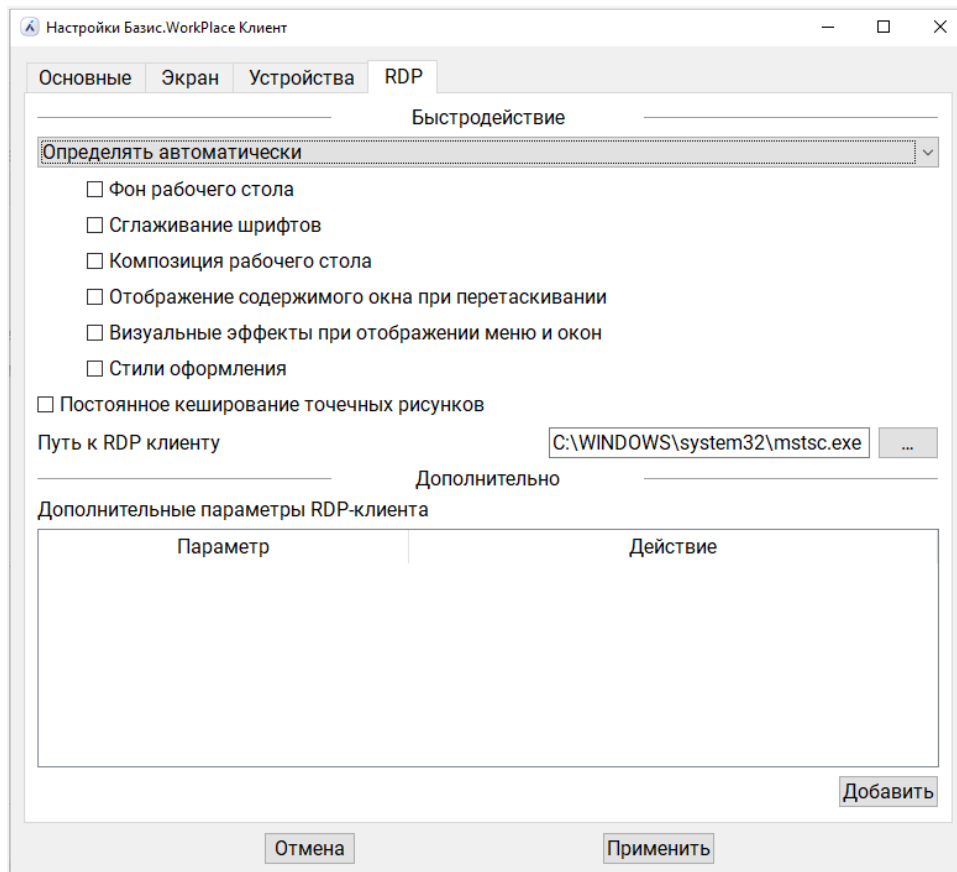 Настройки Базис.WorkPlace Клиент
Основные Экран Устройства RDP
Быстродействие
Определять автоматически
Фон рабочего стола
Сглаживание шрифтов
Композиция рабочего стола
Отображение содержимого окна при перетаскивании
Визуальные эффекты при отображении меню и окон
Стили оформления
Постоянное кеширование точечных рисунков
Путь к RDP клиенту C:\WINDOWS\system32\mstsc.exe ...
Дополнительно
Дополнительные параметры RDP-клиента
Параметр Действие
Добавить
Отмена Применить